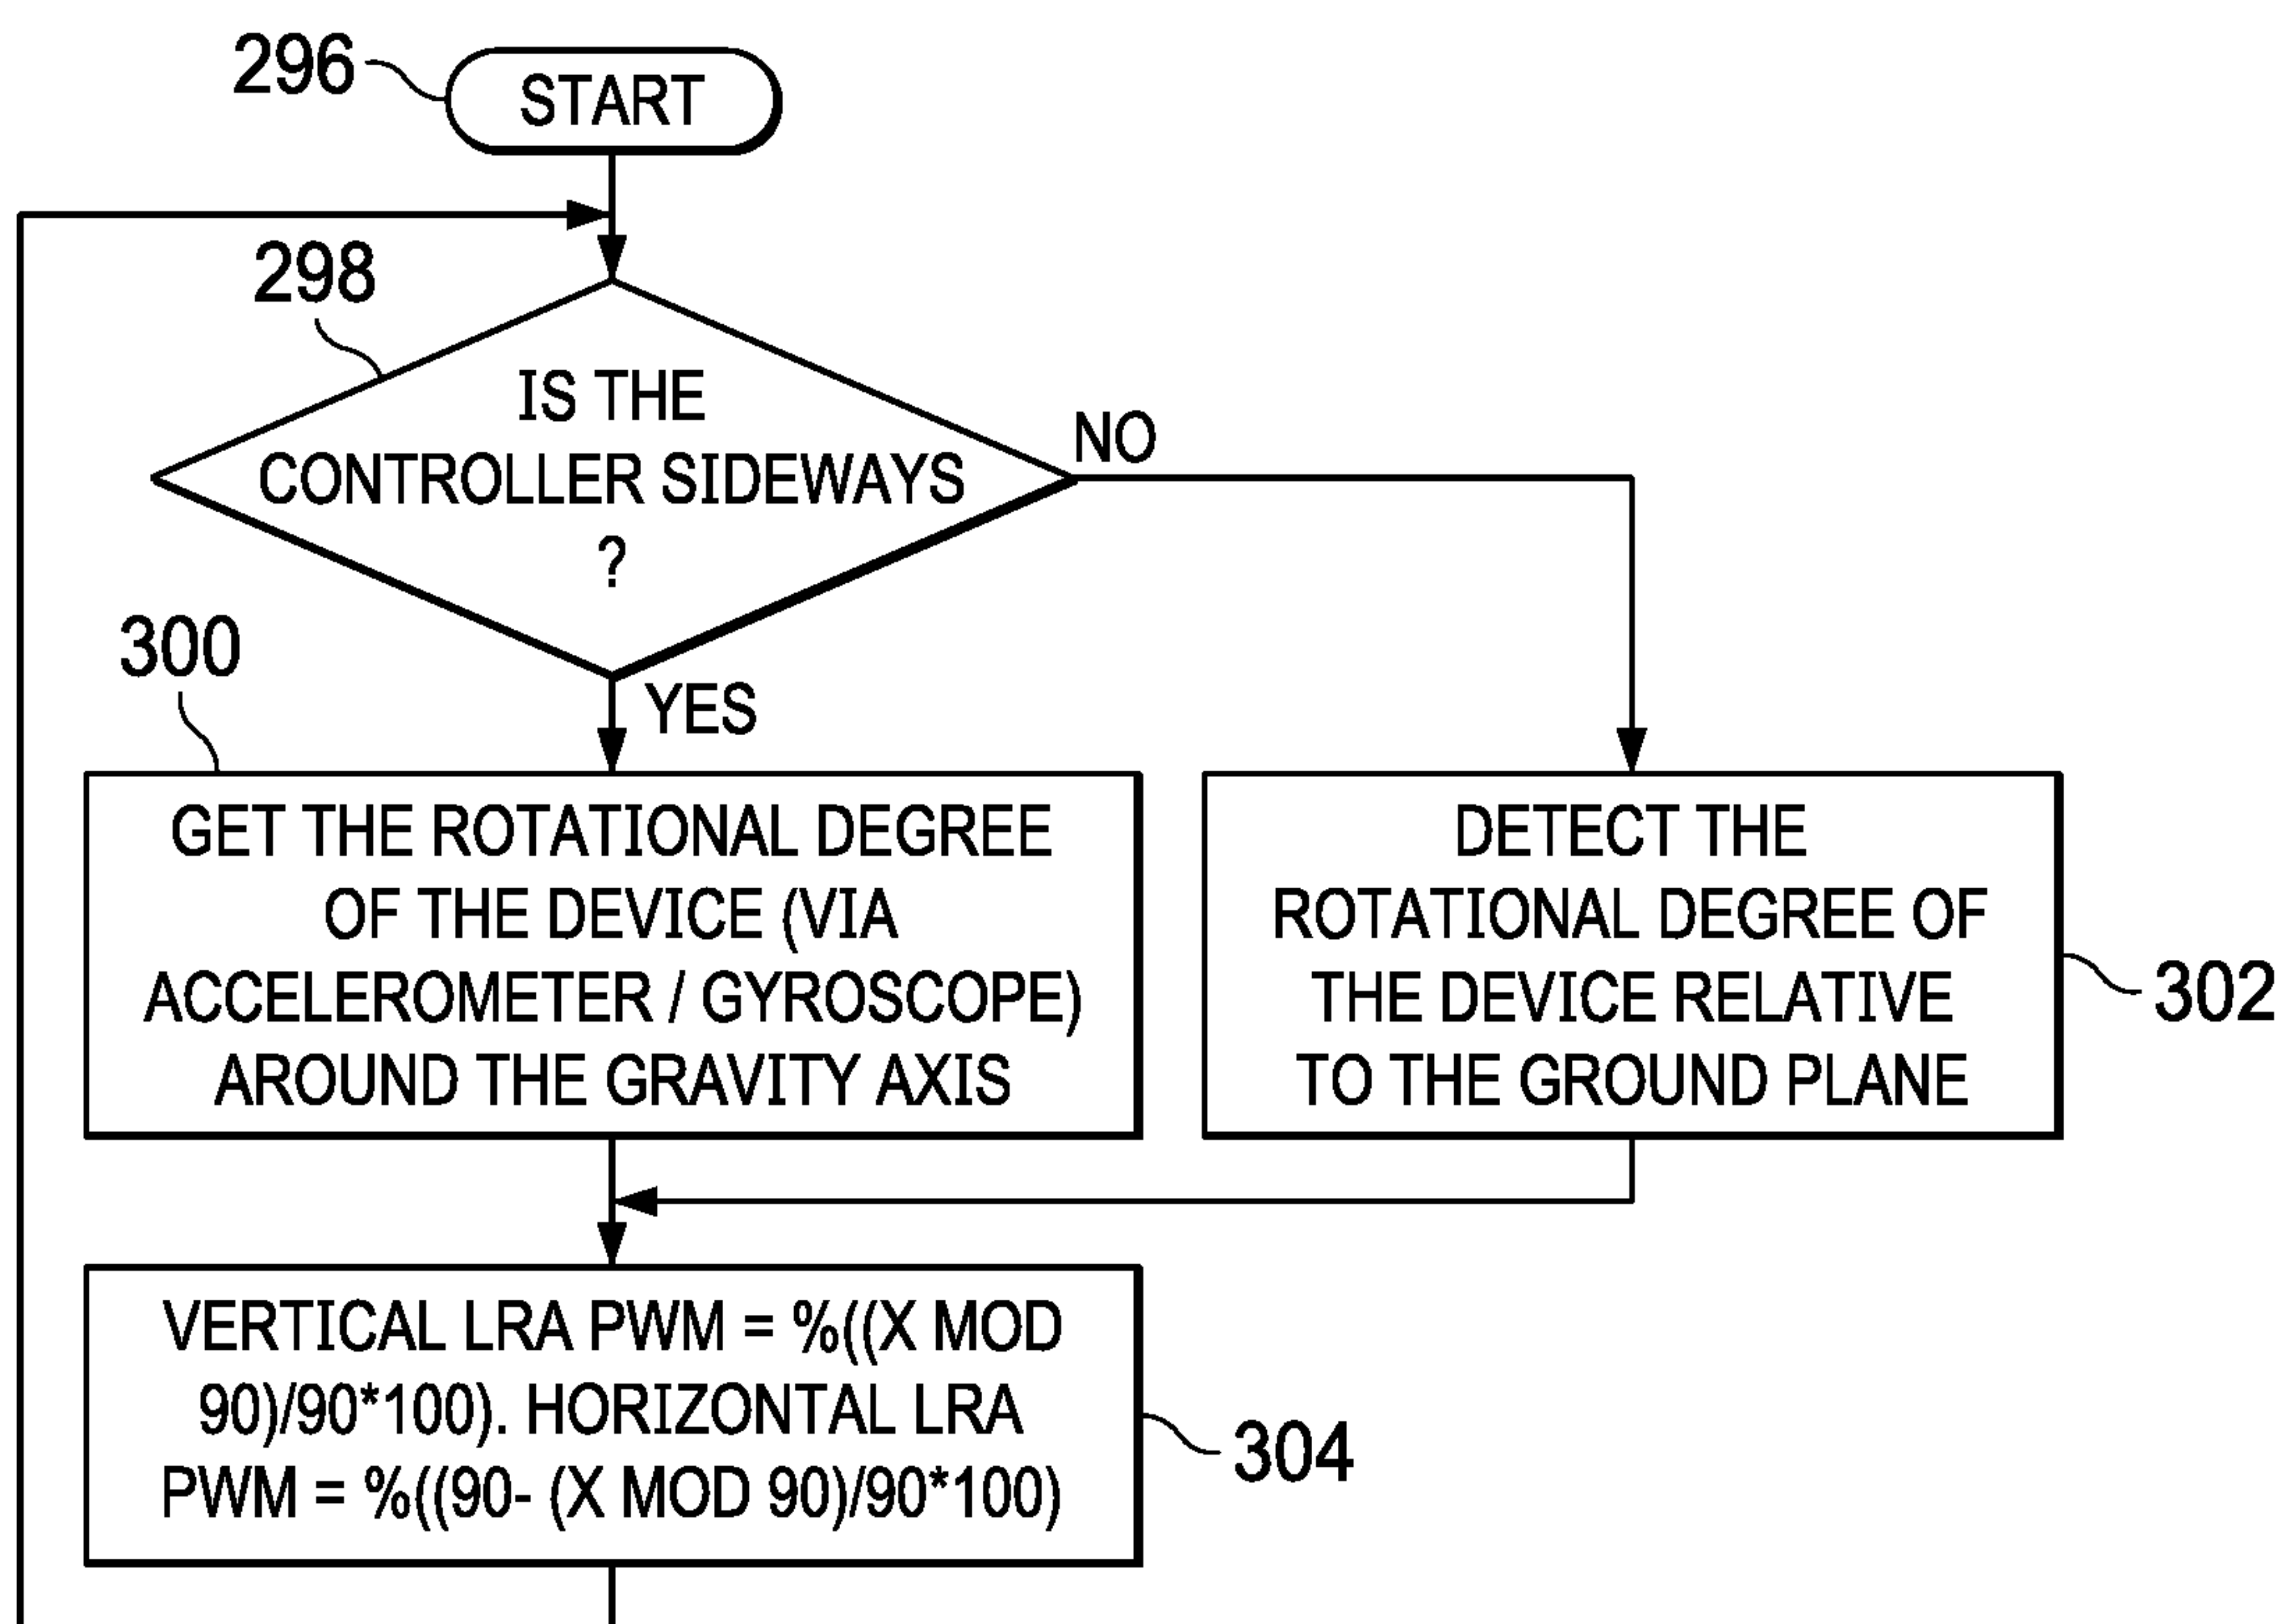 296
START
298
IS THE
CONTROLLER SIDEWAYS
?
NO
YES
300
GET THE ROTATIONAL DEGREE
OF THE DEVICE (VIA
ACCELEROMETER / GYROSCOPE)
AROUND THE GRAVITY AXIS
DETECT THE
ROTATIONAL DEGREE OF
THE DEVICE RELATIVE
TO THE GROUND PLANE
302
VERTICAL LRA PWM = %((X MOD
90)/90*100). HORIZONTAL LRA
PWM = %((90- (X MOD 90)/90*100)
304